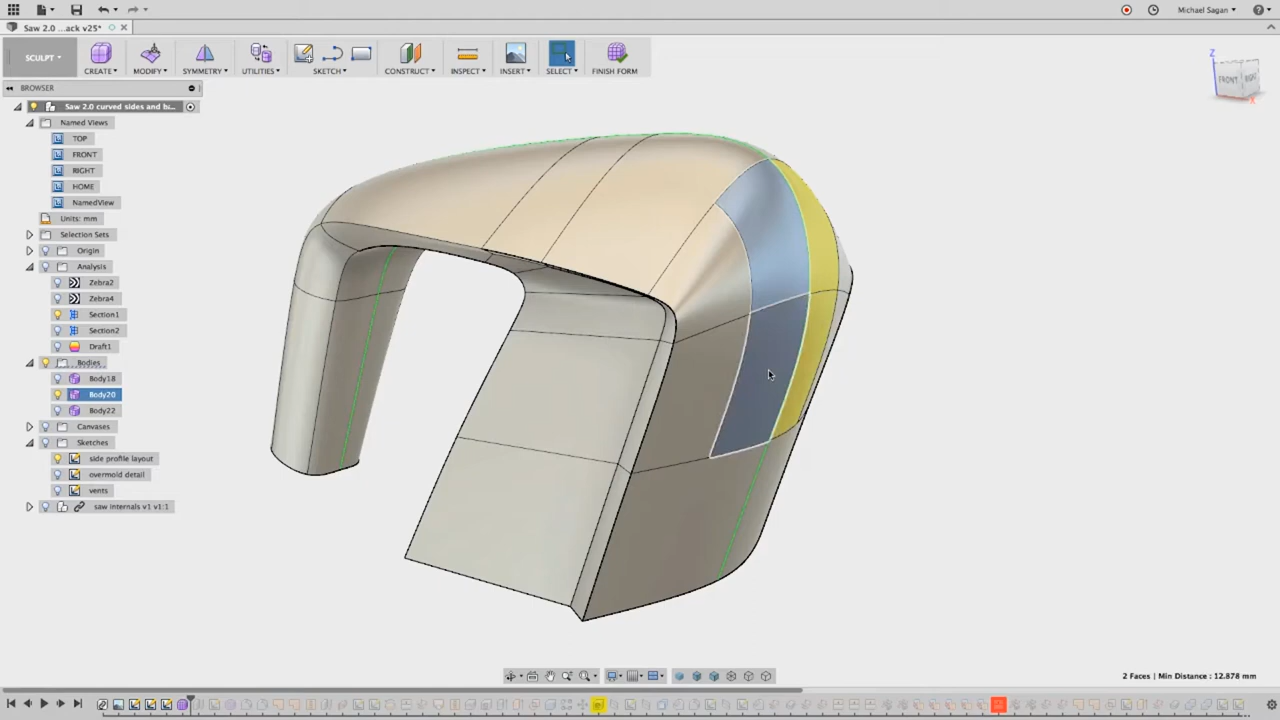 Michael Sagan
Saw 2.0 ...ack v25*
SCULPT
CREATE
MODIFY
SYMMETRY
UTILITIES
SKETCH
CONSTRUCT
INSPECT
INSERT
SELECT
FINISH FORM
BROWSER
Z
FRONT
RIGHT
X
Saw 2.0 curved sides and bu...
Named Views
TOP
FRONT
RIGHT
HOME
NamedView
Units: mm
Selection Sets
Origin
Analysis
Zebra2
Zebra4
Section1
Section2
Draft1
Bodies
Body18
Body20
Body22
Canvases
Sketches
side profile layout
overmold detail
vents
saw internals v1 v1:1
2 Faces | Min Distance : 12.878 mm